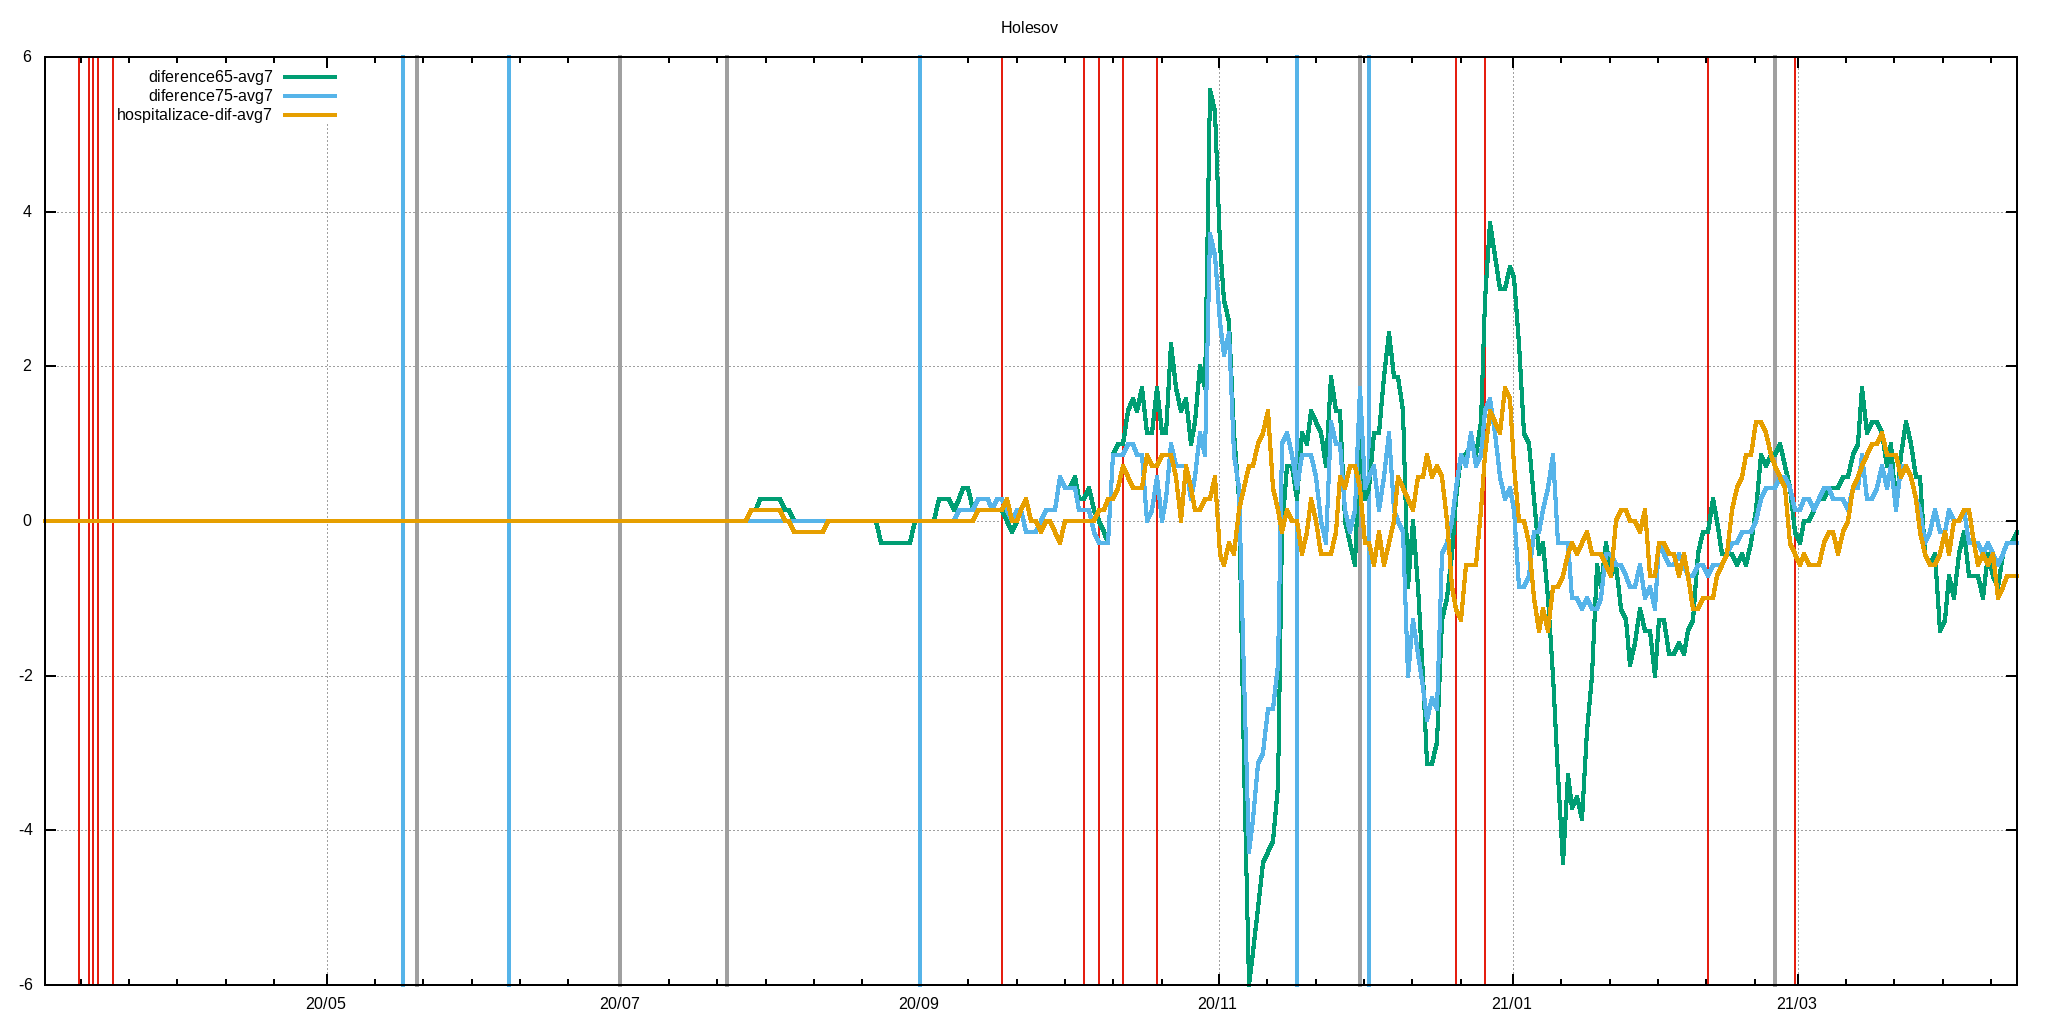 Holesov
6
diference65-avg7
diference75-avg7
hospitalizace-dif-avg7
4
2
0
-2
-4
-6
20/05 20/07 20/09 20/11 21/01 21/03